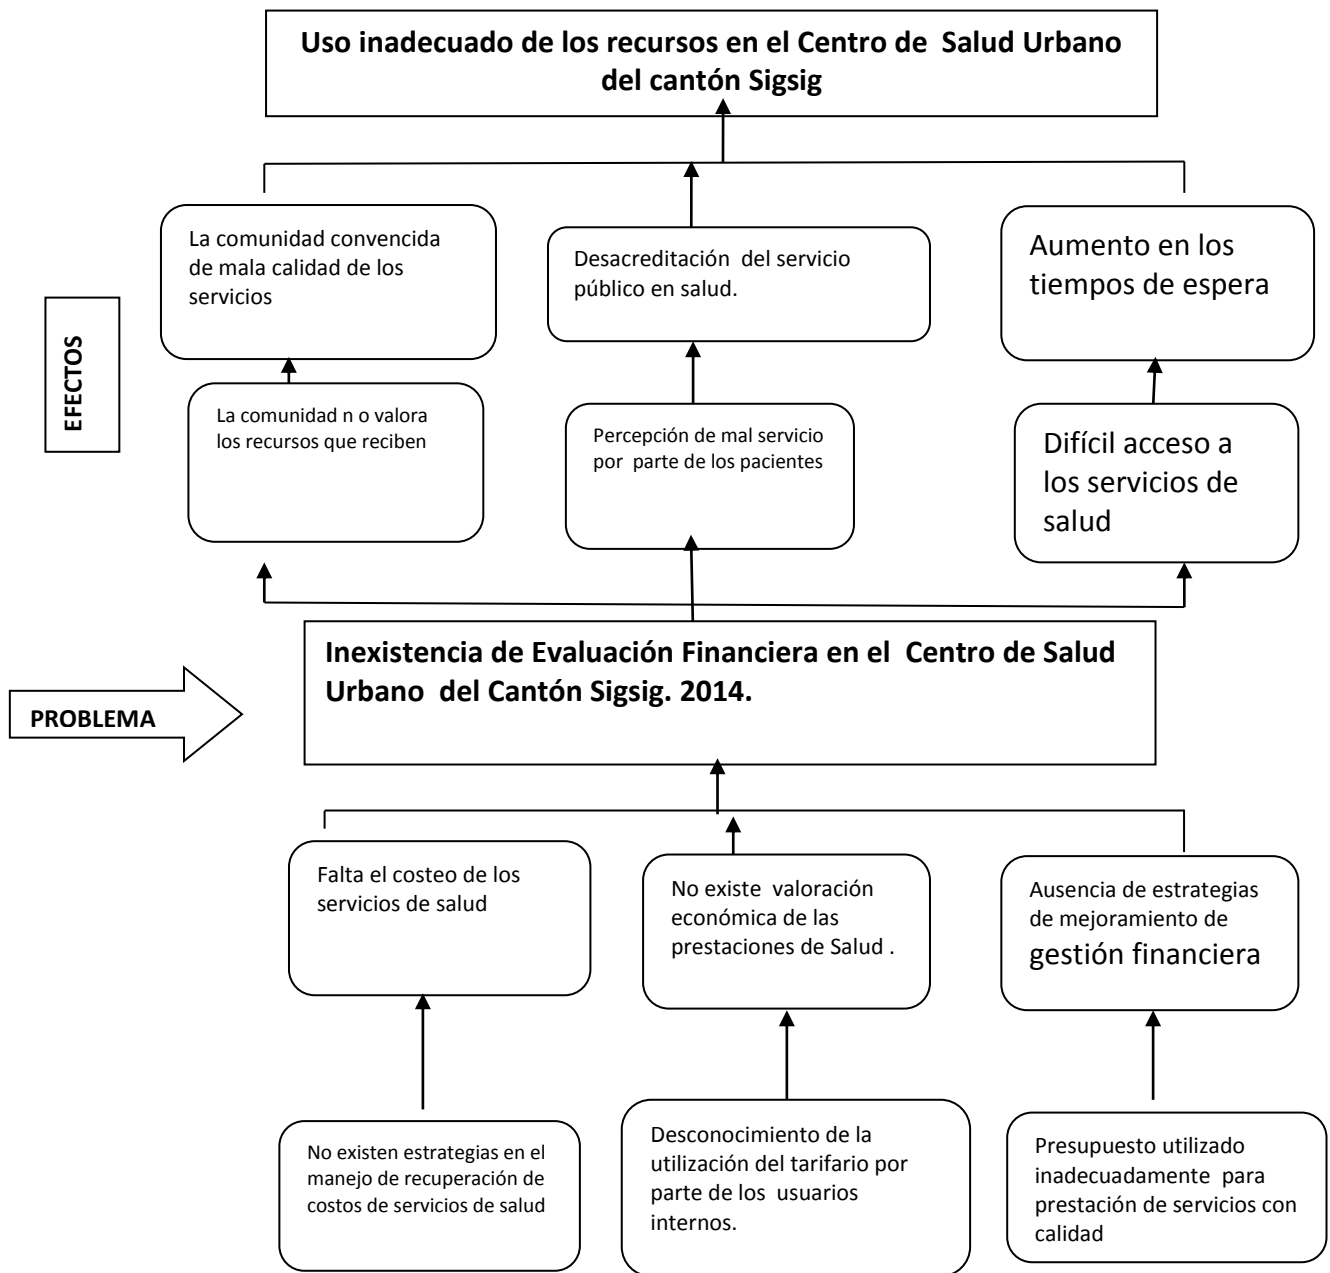 Uso inadecuado de los recursos en el Centro de Salud Urbano
del cantón Sigsig
La comunidad convencida
de mala calidad de los
servicios
Desacreditación del servicio
público en salud.
Aumento en los
tiempos de espera
EFECTOS
La comunidad n o valora
los recursos que reciben
Percepción de mal servicio
por parte de los pacientes
Difícil acceso a
los servicios de
salud
Inexistencia de Evaluación Financiera en el Centro de Salud
Urbano del Cantón Sigsig. 2014.
PROBLEMA
Falta el costeo de los
servicios de salud
No existe valoración
económica de las
prestaciones de Salud .
Ausencia de estrategias
de mejoramiento de
gestión financiera
No existen estrategias en el
manejo de recuperación de
costos de servicios de salud
Desconocimiento de la
utilización del tarifario por
parte de los usuarios
internos.
Presupuesto utilizado
inadecuadamente para
prestación de servicios con
calidad